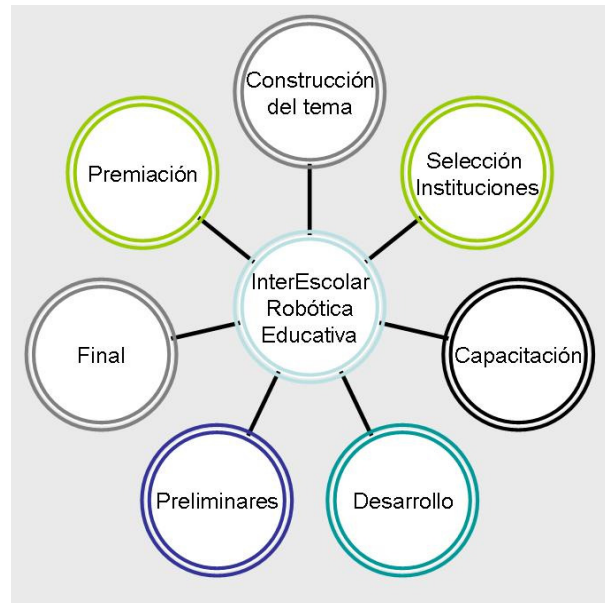 Construcción
del tema
Selección
Instituciones
Capacitación
Desarrollo
Preliminares
Final
Premiación
InterEscolar
Robótica
Educativa